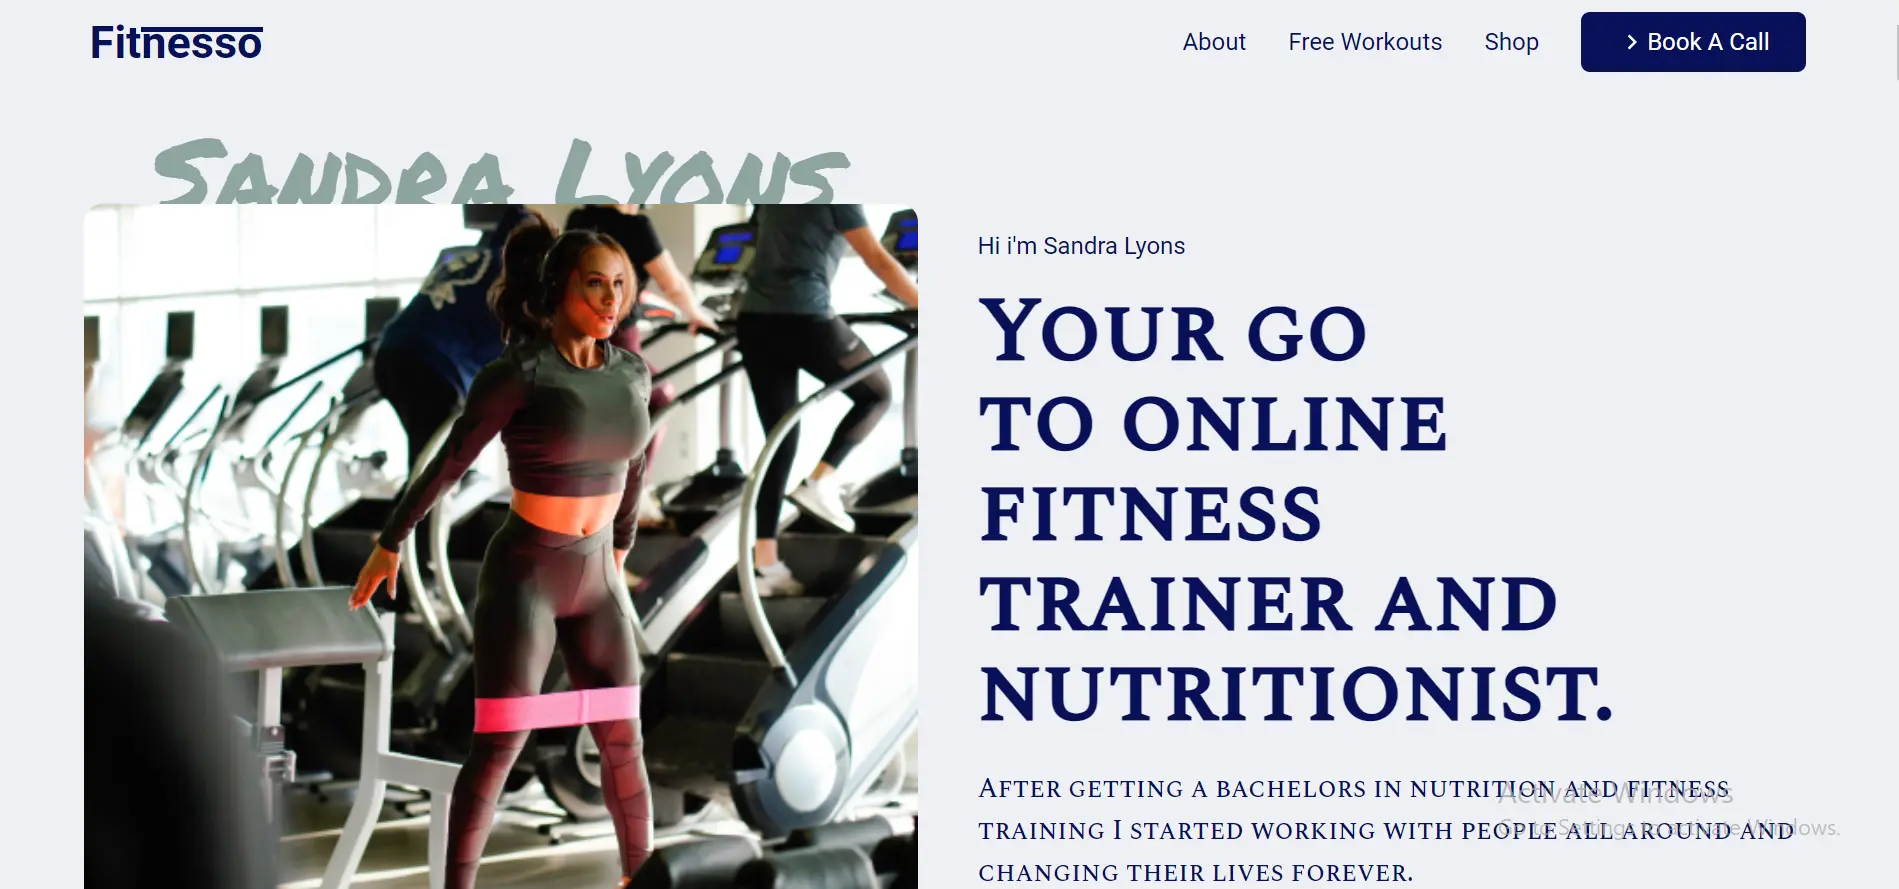 Fitnesso
About
Free Workouts
Shop
Book A Call
Sandra Lyons
Hi i'm Sandra Lyons
Your go
to online
fitness
trainer and
nutritionist.
After getting a bachelors in nutrition and fitness
training I started working with people all around and
changing their lives forever.
Activate Windows
Go to Settings to activate Windows.